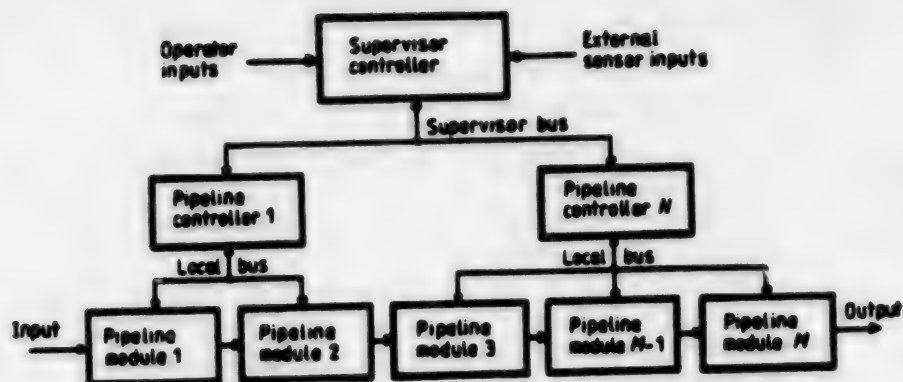 Operator
inputs
Supervisor
controller
External
sensor inputs
Supervisor bus
Pipeline
controller 1
Pipeline
controller N
Local bus
Local bus
Input
Pipeline
module 1
Pipeline
module 2
Pipeline
module 3
Pipeline
module M-1
Pipeline
module M
Output